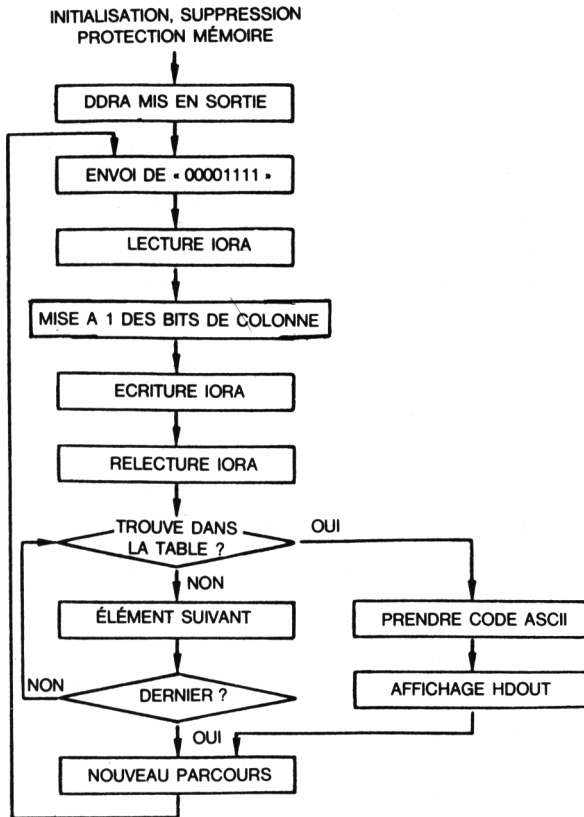 INITIALISATION, SUPPRESSION
PROTECTION MÉMOIRE
DDRA MIS EN SORTIE
ENVOI DE « 00001111 »
LECTURE IORA
MISE A 1 DES BITS DE COLONNE
ECRITURE IORA
RELECTURE IORA
TROUVE DANS
LA TABLE ?
OUI
NON
ÉLÉMENT SUIVANT
PRENDRE CODE ASCII
NON
DERNIER ?
AFFICHAGE HDOUT
OUI
NOUVEAU PARCOURS